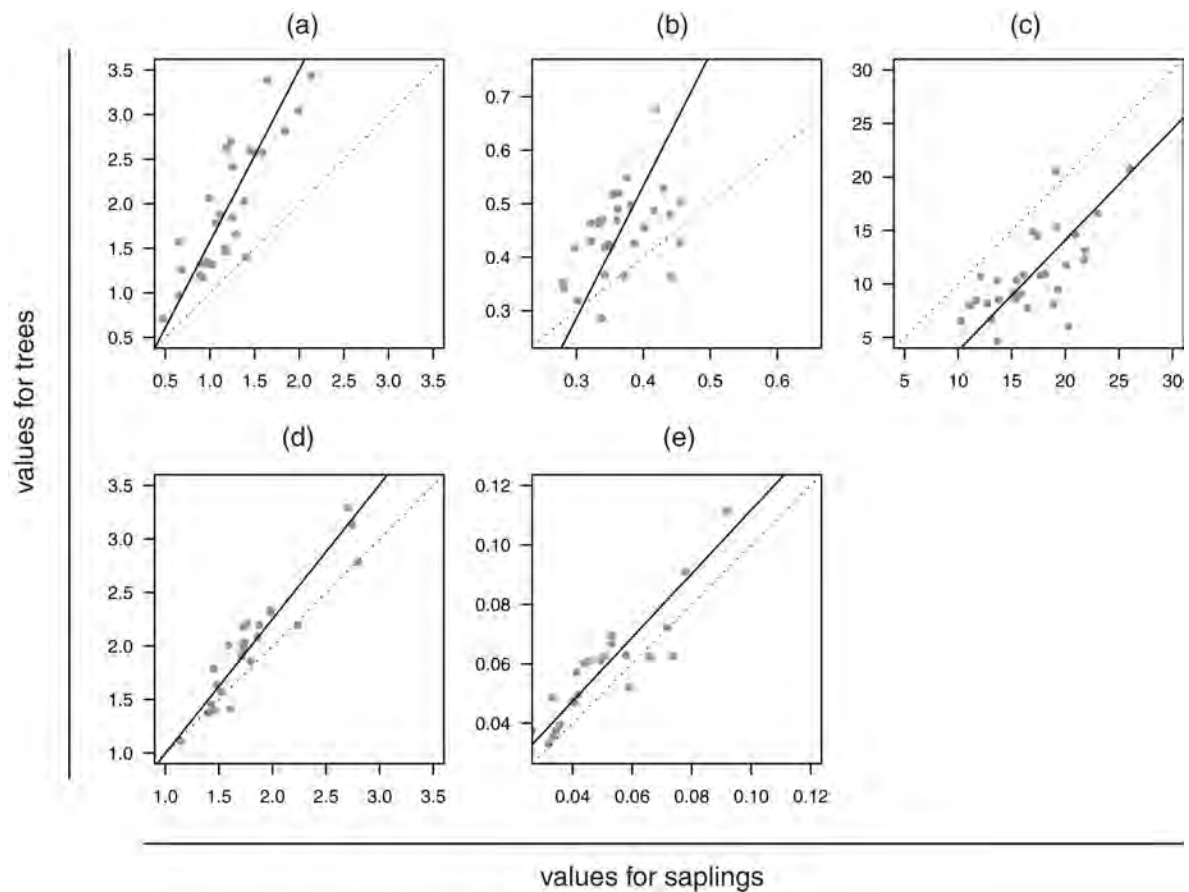 (a)
(b)
(c)
3.5
3.0
2.5
2.0
1.5
1.0
0.5
0.5 1.0 1.5 2.0 2.5 3.0 3.5
0.7
0.6
0.5
0.4
0.3
0.3 0.4 0.5 0.6
30
25
20
15
10
5
5 10 15 20 25 30
values for trees
(d)
(e)
3.5
3.0
2.5
2.0
1.5
1.0
1.0 1.5 2.0 2.5 3.0 3.5
0.12
0.10
0.08
0.06
0.04
0.04 0.06 0.08 0.10 0.12
values for saplings